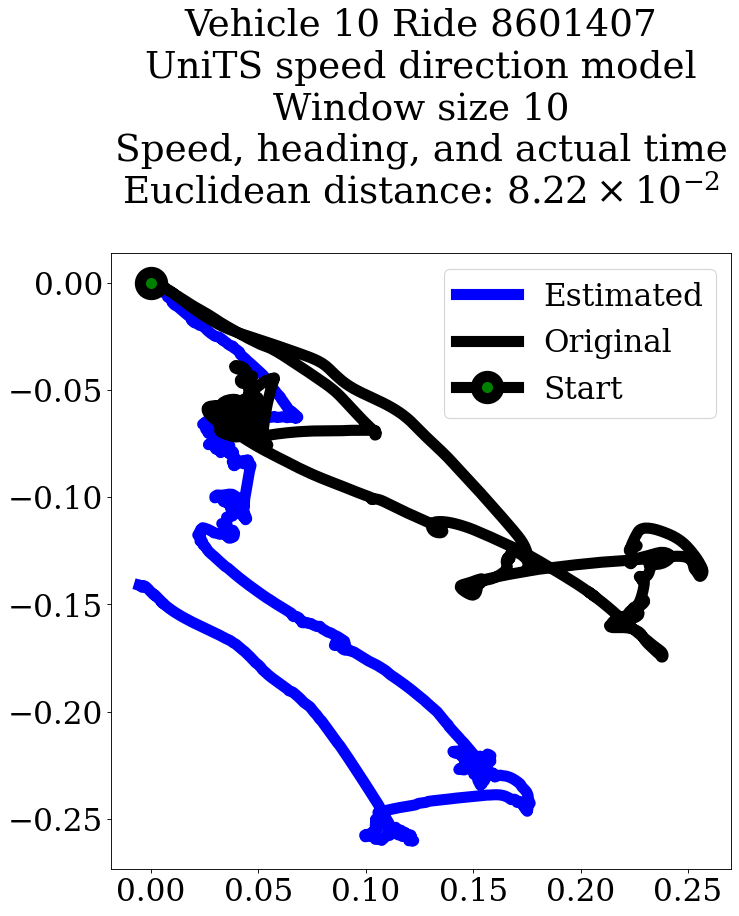 Vehicle 10 Ride 8601407
UniTS speed direction model
Window size 10
Speed, heading, and actual time
Euclidean distance: 8.22 × 10⁻²
Estimated
Original
Start
0.00
−0.05
−0.10
−0.15
−0.20
−0.25
0.00 0.05 0.10 0.15 0.20 0.25